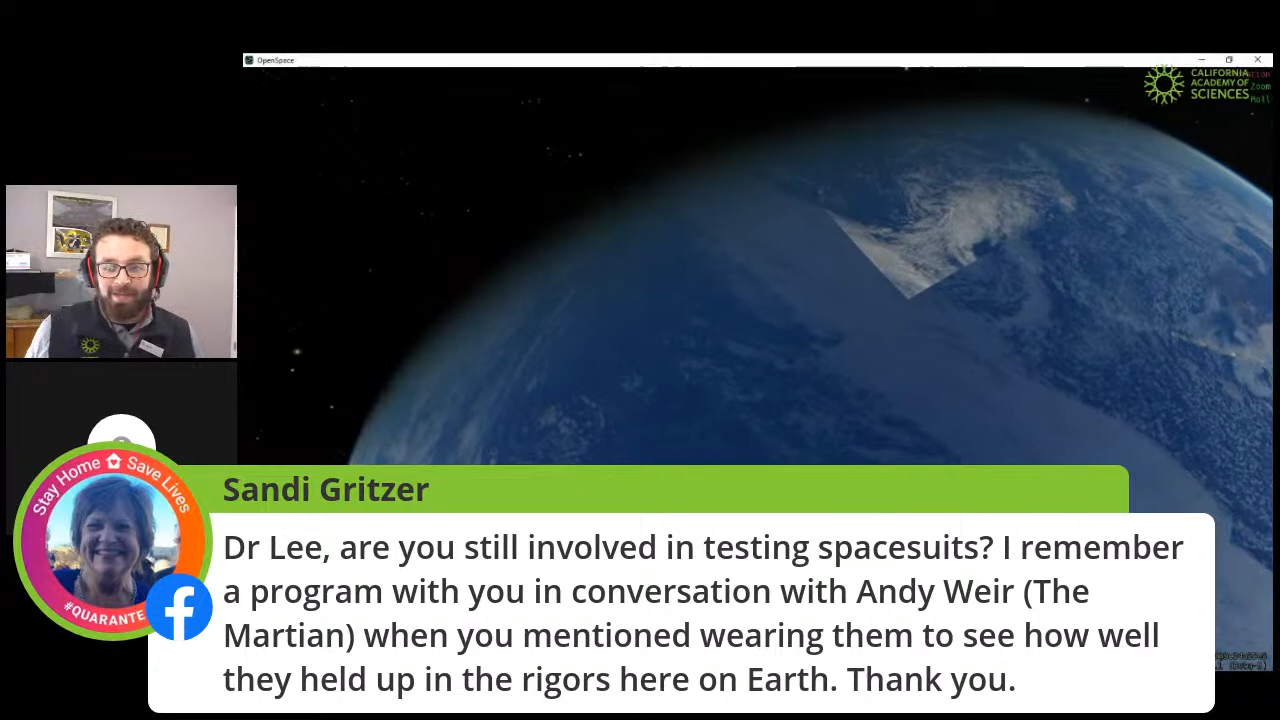 OpenSpace
CALIFORNIA
ACADEMY OF
SCIENCES
Zoom
Roll
Stay Home Save Lives
#QUARANTE
Sandi Gritzer
Dr Lee, are you still involved in testing spacesuits? I remember
a program with you in conversation with Andy Weir (The
Martian) when you mentioned wearing them to see how well
they held up in the rigors here on Earth. Thank you.